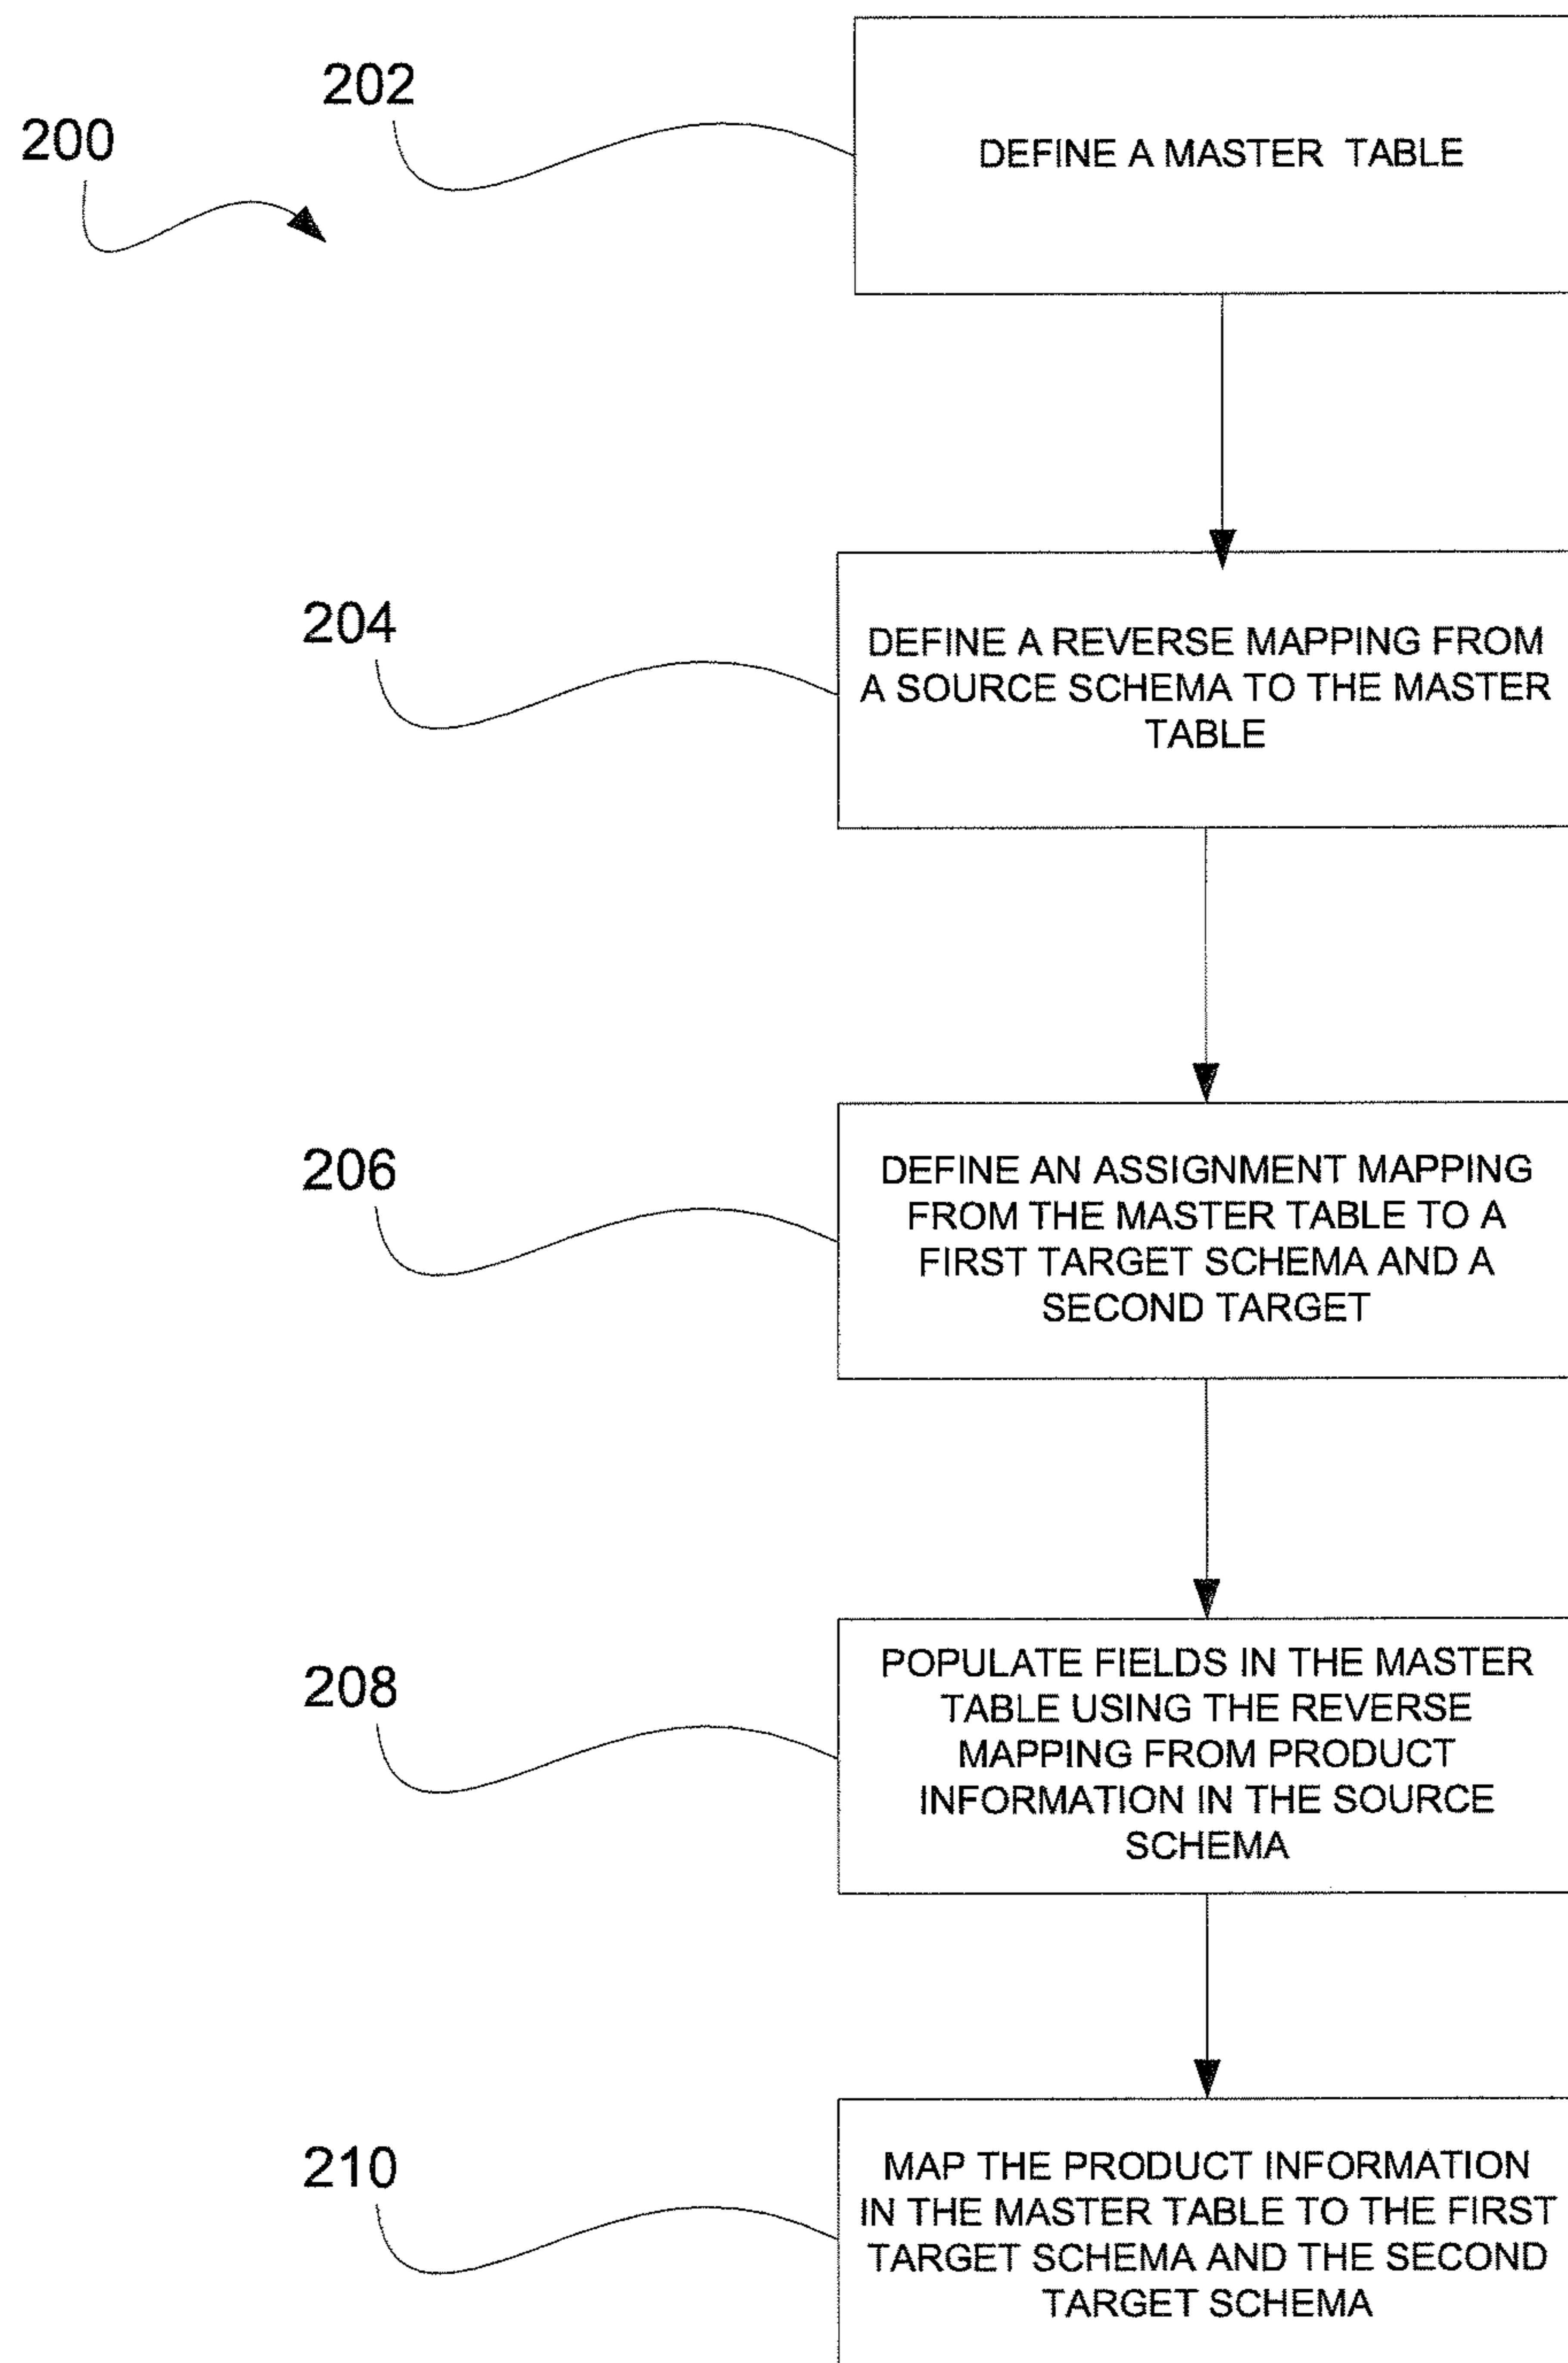 202
200
DEFINE A MASTER TABLE
204
DEFINE A REVERSE MAPPING FROM
A SOURCE SCHEMA TO THE MASTER
TABLE
206
DEFINE AN ASSIGNMENT MAPPING
FROM THE MASTER TABLE TO A
FIRST TARGET SCHEMA AND A
SECOND TARGET
208
POPULATE FIELDS IN THE MASTER
TABLE USING THE REVERSE
MAPPING FROM PRODUCT
INFORMATION IN THE SOURCE
SCHEMA
210
MAP THE PRODUCT INFORMATION
IN THE MASTER TABLE TO THE FIRST
TARGET SCHEMA AND THE SECOND
TARGET SCHEMA